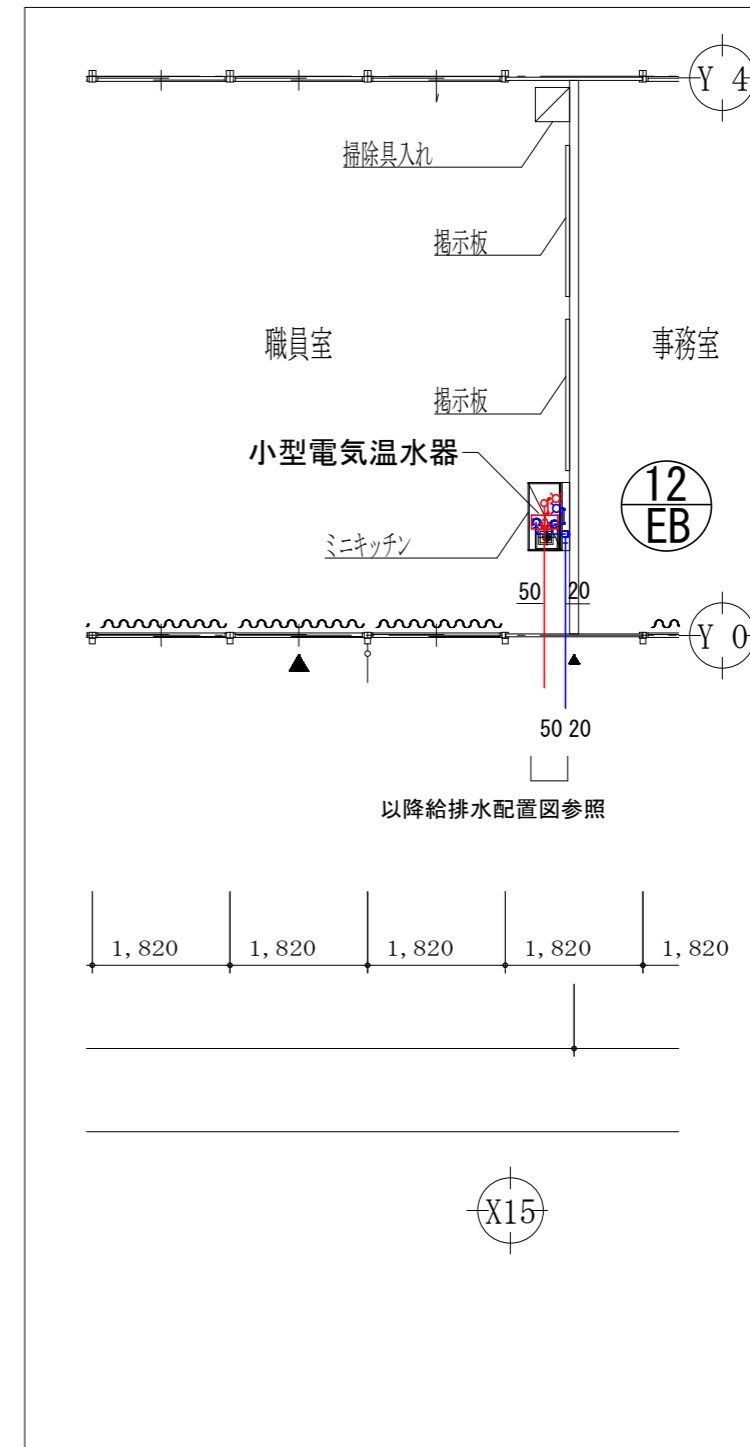 Y 4
掃除具入れ
掲示板
職員室
事務室
掲示板
小型電気温水器
12
EB
ミニキッチン
50
20
Y 0
50 20
以降給排水配置図参照
1,820
1,820
1,820
1,820
1,820
X15